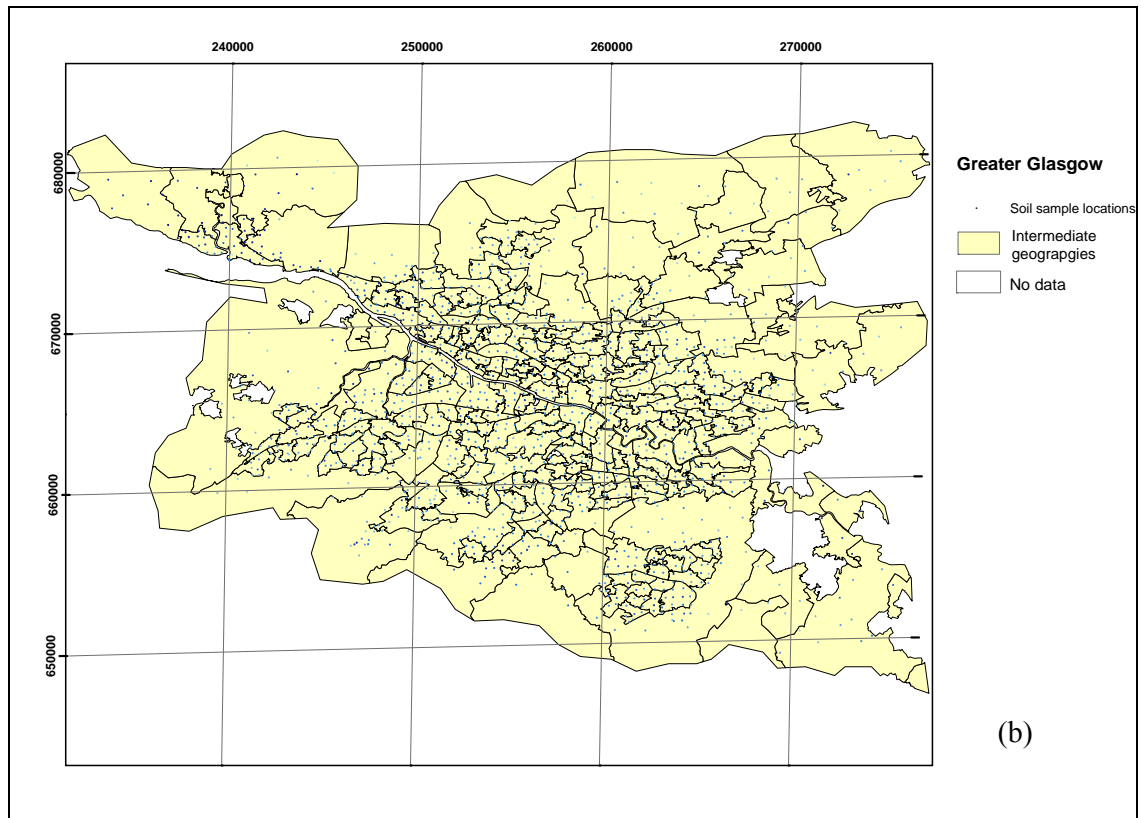 240000 250000 260000 270000
680000
670000
660000
650000
Greater Glasgow
Soil sample locations
Intermediate
geograpgies
No data
(b)